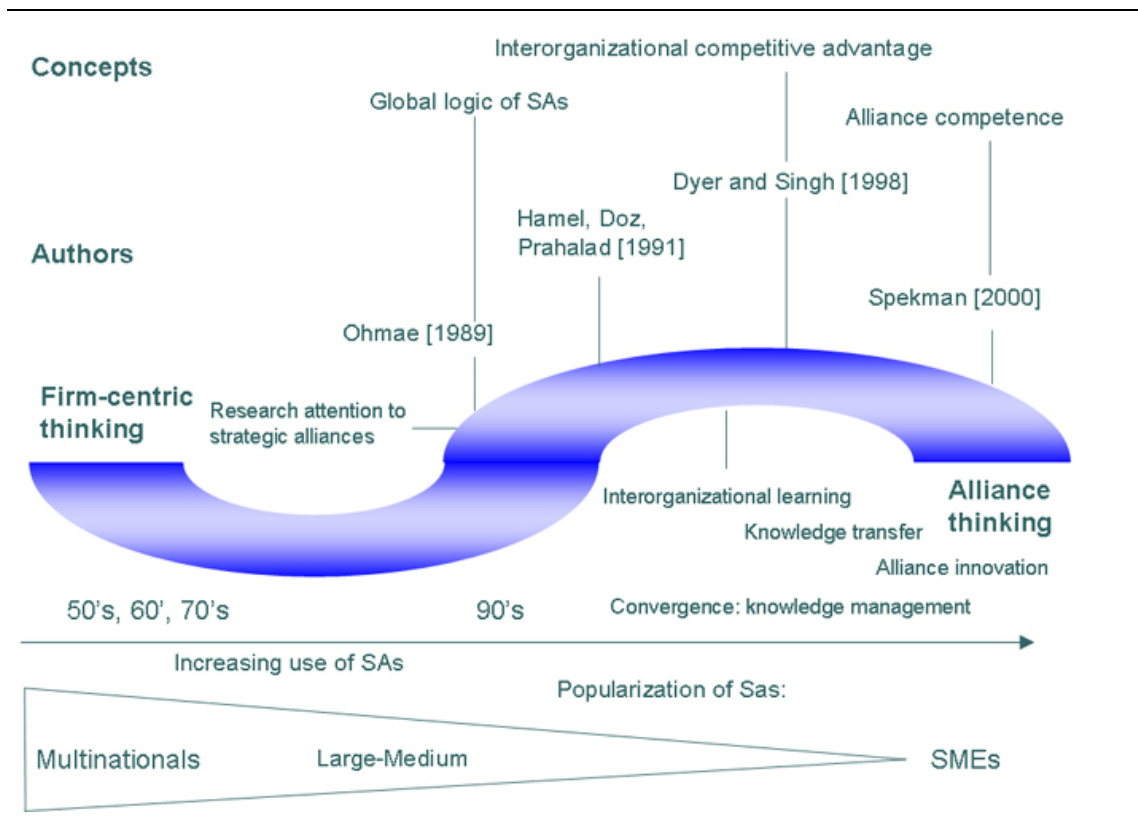 Interorganizational competitive advantage
Concepts
Global logic of SAs
Alliance competence
Dyer and Singh [1998]
Hamel, Doz,
Prahalad [1991]
Authors
Spekman [2000]
Ohmae [1989]
Firm-centric
thinking
Research attention to
strategic alliances
Interorganizational learning
Alliance
thinking
Knowledge transfer
Alliance innovation
50's, 60', 70's
90's
Convergence: knowledge management
Increasing use of SAs
Popularization of Sas:
Multinationals
Large-Medium
SMEs